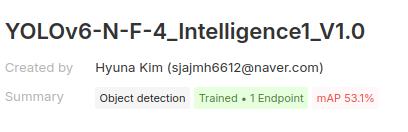 YOLOv6-N-F-4_Intelligence1_V1.0
Created by Hyuna Kim (sjajmh6612@naver.com)
Summary Object detection Trained • 1 Endpoint mAP 53.1%